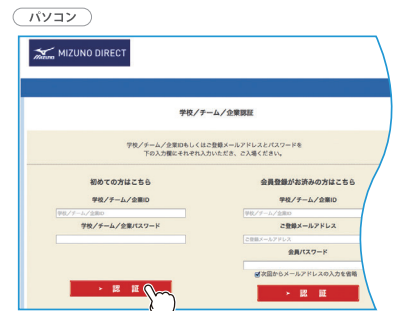 パソコン
Mizuno MIZUNO DIRECT
学校／チーム／企業認証
学校／チーム／企業IDもしくはご登録メールアドレスとパスワードを
下の入力欄にそれぞれ入力いただき、ご入場ください。
初めての方はこちら
学校／チーム／企業ID
学校／チーム／企業ID
学校／チーム／企業パスワード
▸ 認 証
会員登録がお済みの方はこちら
学校／チーム／企業ID
学校／チーム／企業ID
ご登録メールアドレス
ご登録メールアドレス
会員パスワード
次回からメールアドレスの入力を省略
▸ 認 証